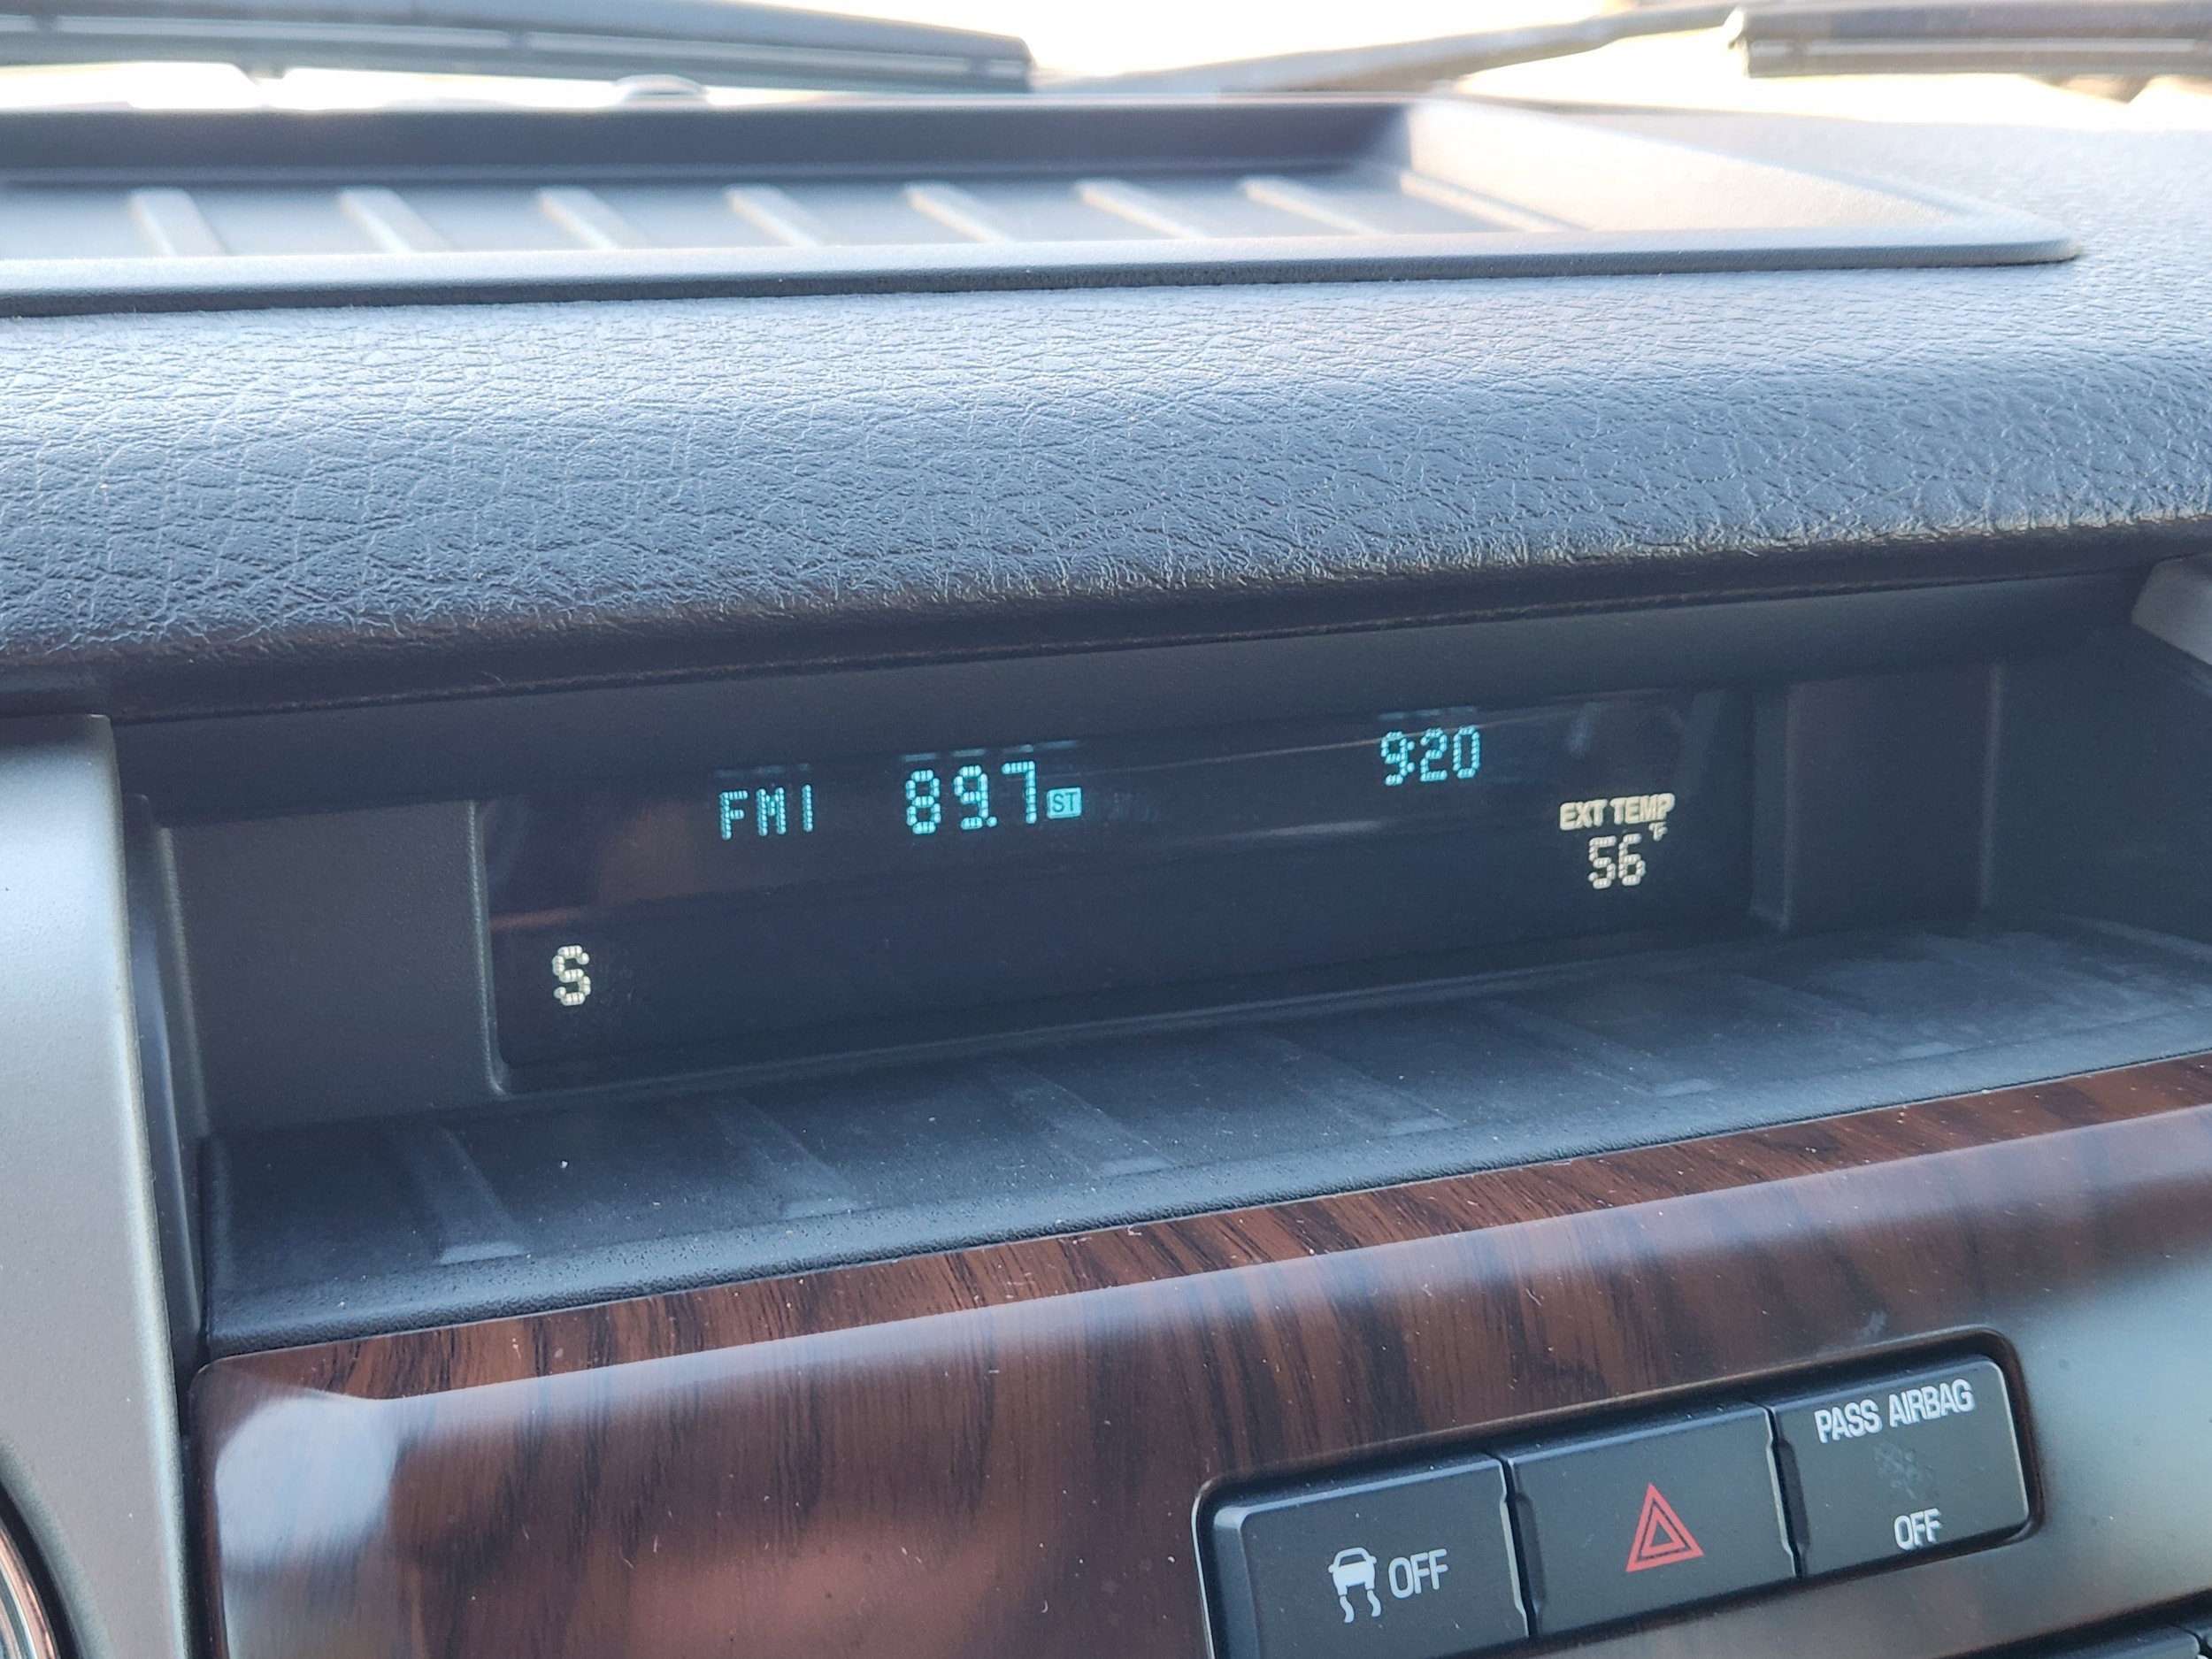 FM1 89.7 ST 9:20
EXT TEMP
56°F
S
PASS AIRBAG
OFF
OFF